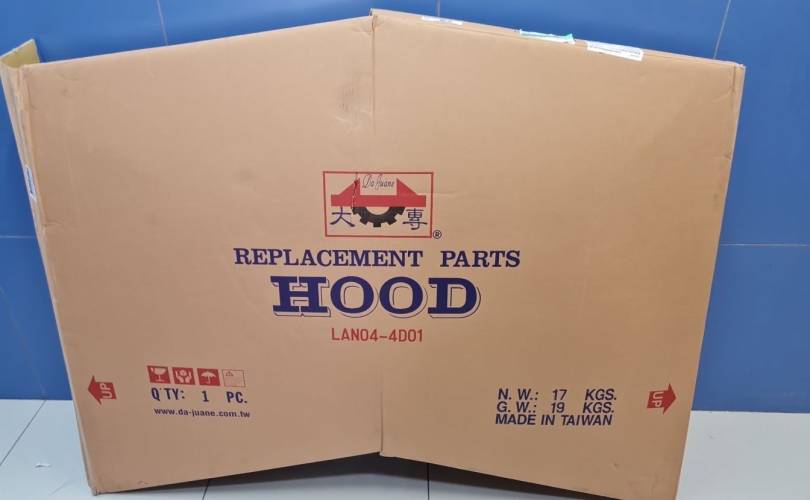 Da Juane
大 專
®
REPLACEMENT PARTS
HOOD
LAN04-4D01
UP
Q'TY: 1 PC.
www.da-juane.com.tw
N. W.: 17 KGS.
G. W.: 19 KGS.
MADE IN TAIWAN
UP